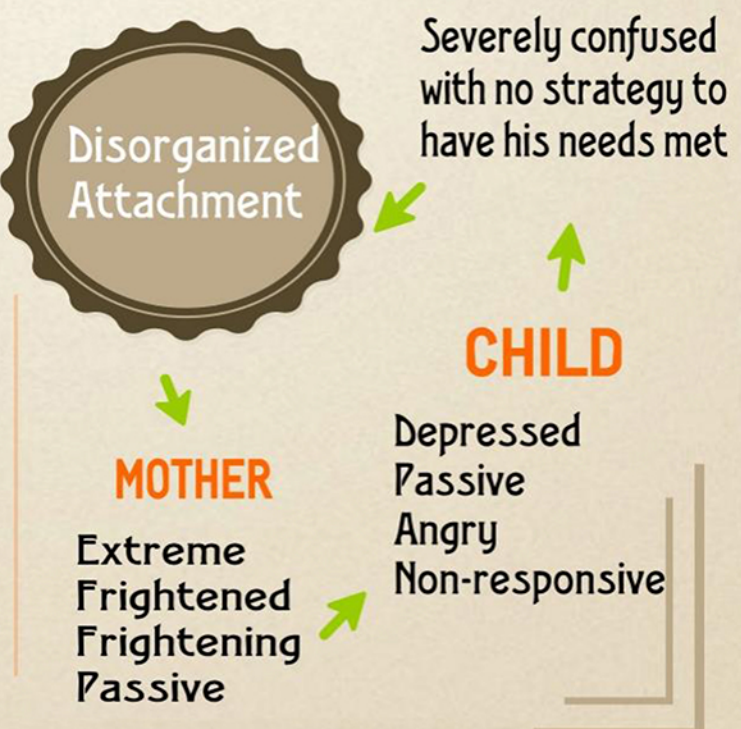 Disorganized
Attachment
Severely confused
with no strategy to
have his needs met
MOTHER
Extreme
Frightened
Frightening
Passive
CHILD
Depressed
Passive
Angry
Non-responsive